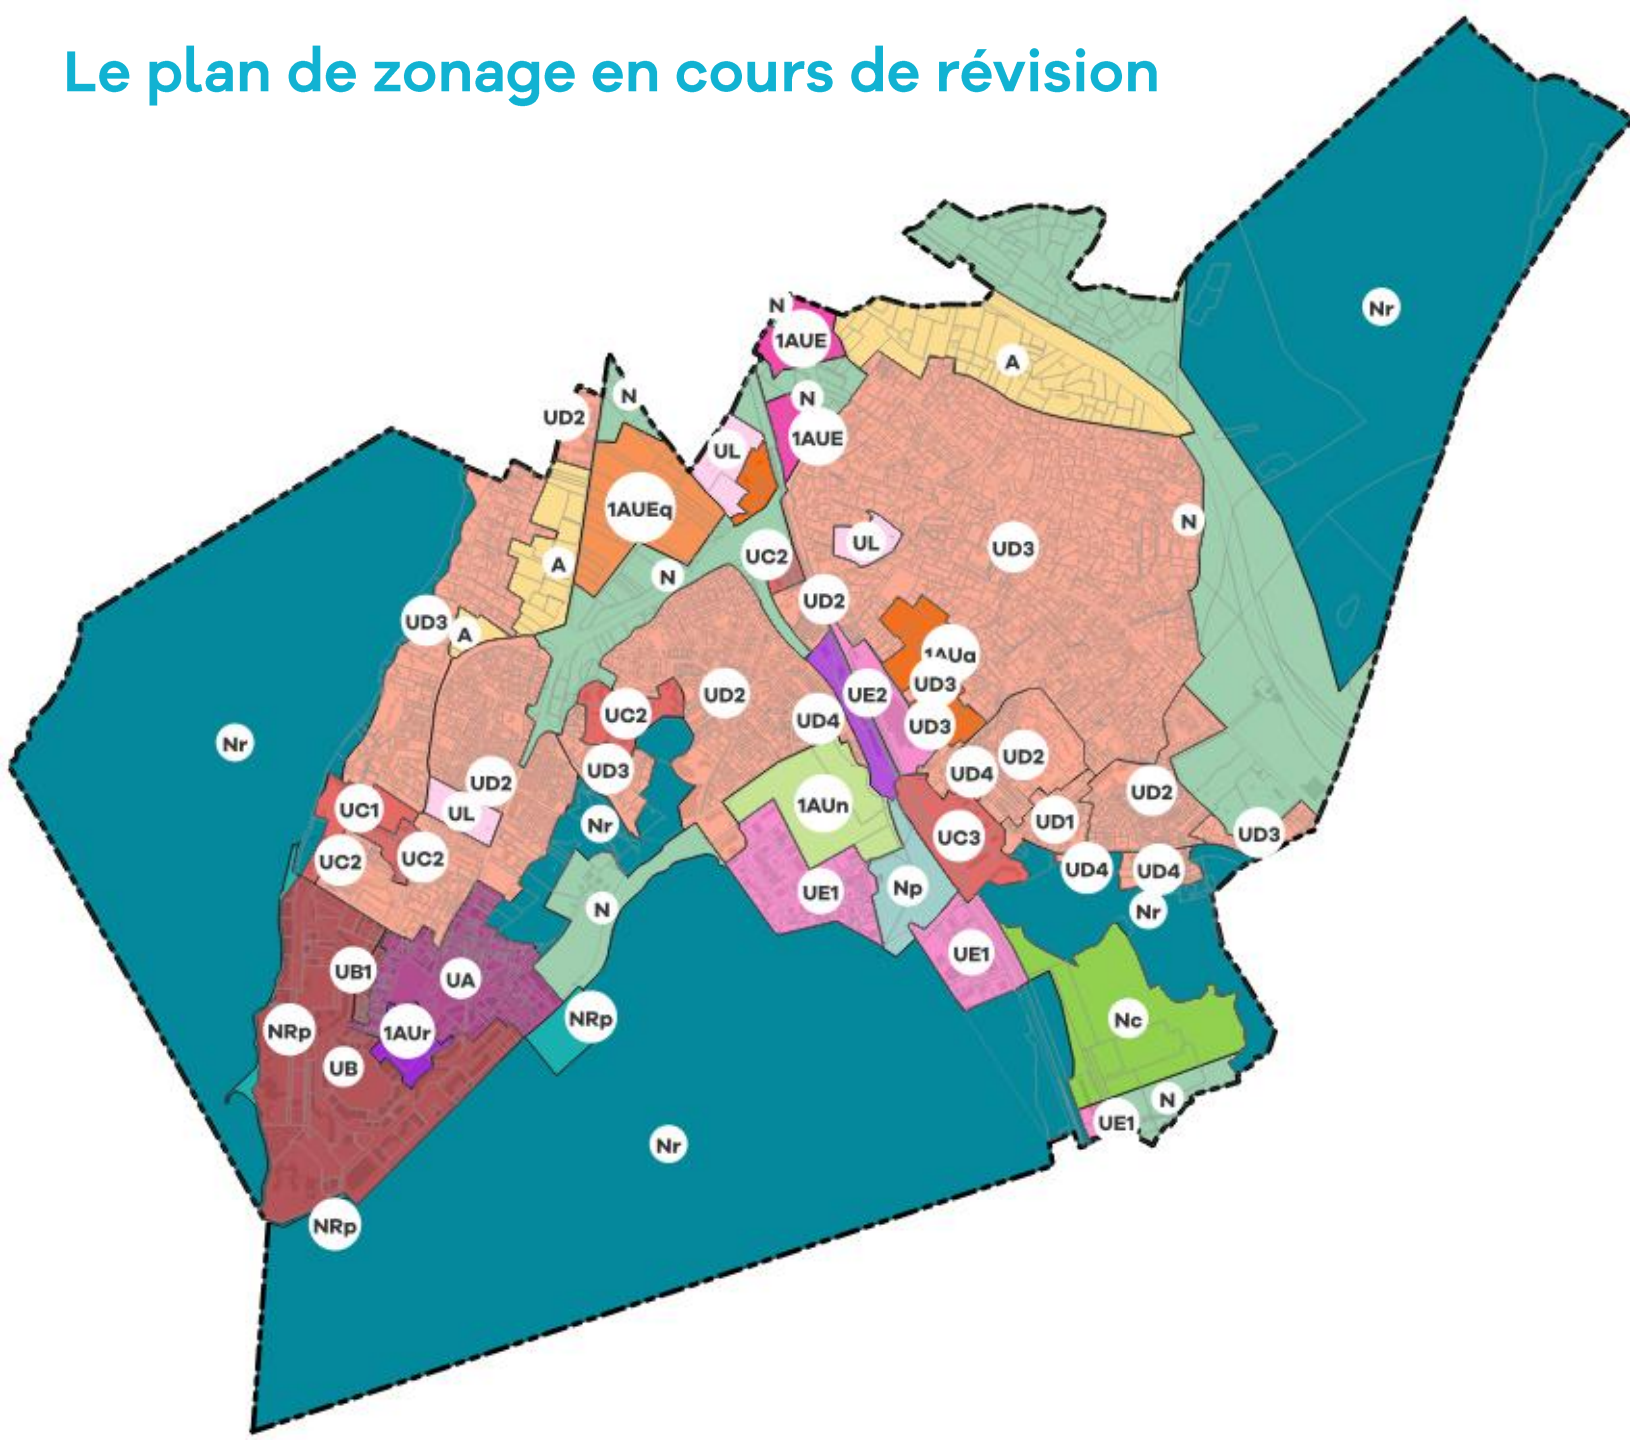 Le plan de zonage en cours de révision
Nr
N
1AUE
A
N
N
UD2
1AUE
UL
1AUEq
N
UL
UD3
UC2
A
N
UD2
UD3
A
1AUa
UD3
UE2
UD2
UC2
UD4
UD3
Nr
UD2
UD3
UD4
UD2
UD2
UC1
UL
1AUn
UD1
Nr
UC3
UD3
UC2
UC2
UD4
UD4
UE1
Np
N
Nr
UE1
UB1
UA
NRp
Nc
NRp
1AUr
UB
N
UE1
Nr
NRp